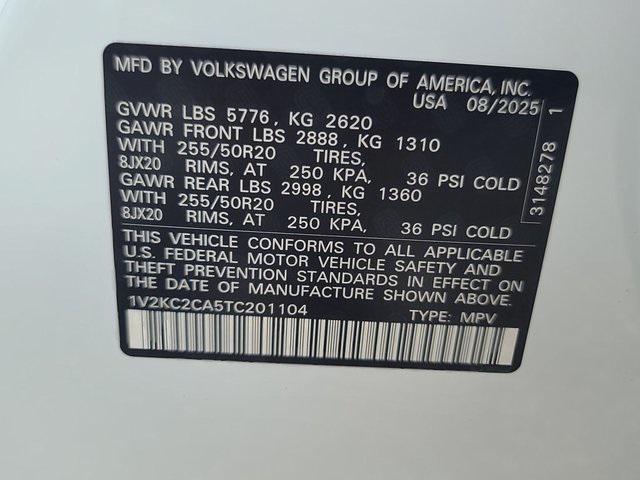 MFD BY VOLKSWAGEN GROUP OF AMERICA, INC.
USA 08/2025
GVWR LBS 5776, KG 2620
GAWR FRONT LBS 2888, KG 1310
WITH 255/50R20 TIRES,
8JX20 RIMS, AT 250 KPA, 36 PSI COLD
GAWR REAR LBS 2998, KG 1360
WITH 255/50R20 TIRES,
8JX20 RIMS, AT 250 KPA, 36 PSI COLD
THIS VEHICLE CONFORMS TO ALL APPLICABLE
U.S. FEDERAL MOTOR VEHICLE SAFETY AND
THEFT PREVENTION STANDARDS IN EFFECT ON
THE DATE OF MANUFACTURE SHOWN ABOVE.
1V2KC2CA5TC201104 TYPE: MPV
3148278 1